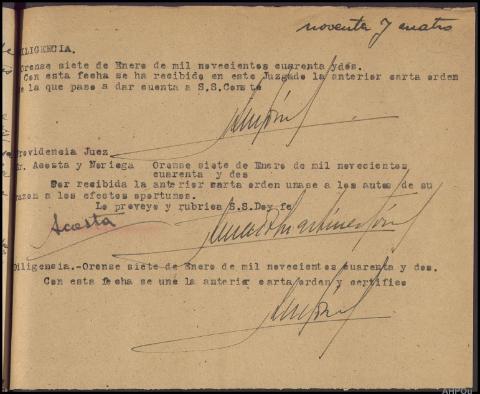 noventa y cuatro
DILIGENCIA.
Orense siete de Enero de mil novecientos cuarenta ydos.
Con esta fecha se ha recibido en este Juzgado la anterior carta orden
de la que paso a dar cuenta a S.S.Conste
Providencia Juez
Sr. Acosta y Noriega Orense siete de Enero de mil novecientos
cuarenta y dos
Por recibida la anterior carta orden unase a los autos de su
razon a los efectos oportunos.
Lo proveyo y rubrica S.S.Doy fe
Acosta
Diligencia.-Orense siete de Enero de mil novecientos cuarenta y dos.
Con esta fecha se une la anterior carta orden y certifico
AHPOu